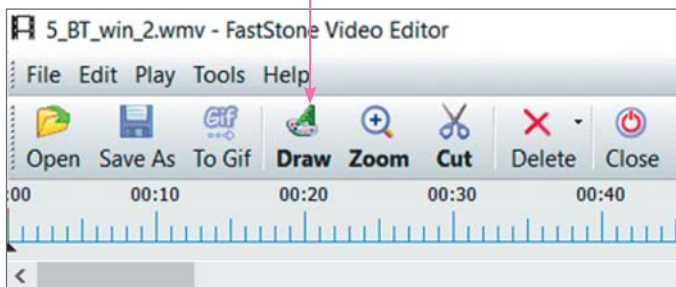 5_BT_win_2.wmv - FastStone Video Editor
File Edit Play Tools Help
Gif
Open Save As To Gif Draw Zoom Cut Delete Close
:00 00:10 00:20 00:30 00:40